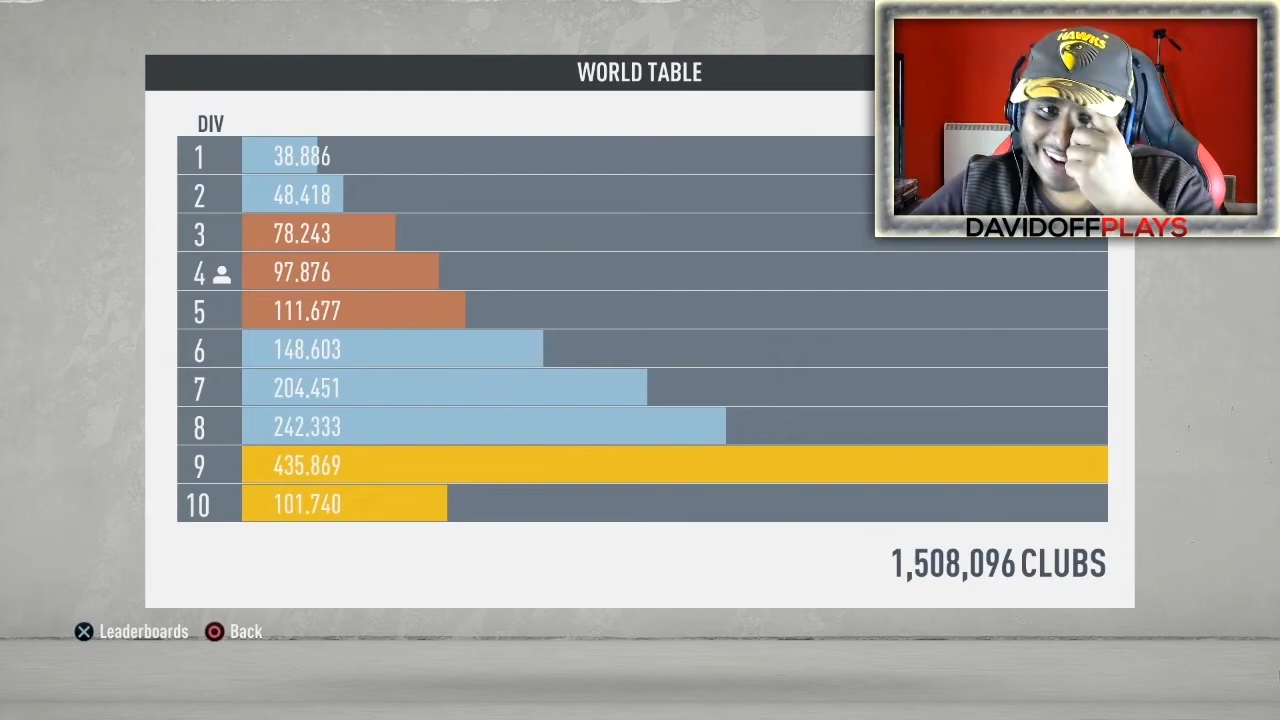 WORLD TABLE
HAWKS
DAVIDOFFPLAYS
DIV
1 38.886
2 48.418
3 78.243
4 97.876
5 111.677
6 148.603
7 204.451
8 242.333
9 435.869
10 101.740
1,508,096 CLUBS
Leaderboards Back